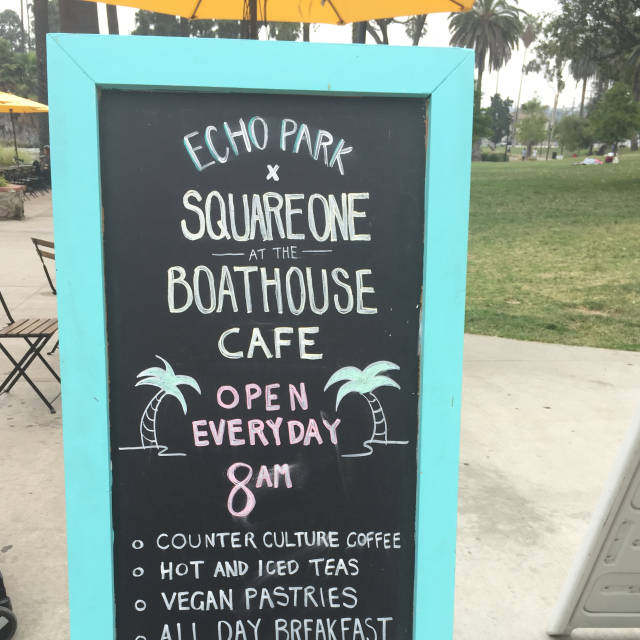 ECHO PARK
x
SQUARE ONE
AT THE
BOATHOUSE
CAFE
OPEN
EVERYDAY
8AM
o COUNTER CULTURE COFFEE
o HOT AND ICED TEAS
o VEGAN PASTRIES
o ALL DAY BREAKFAST